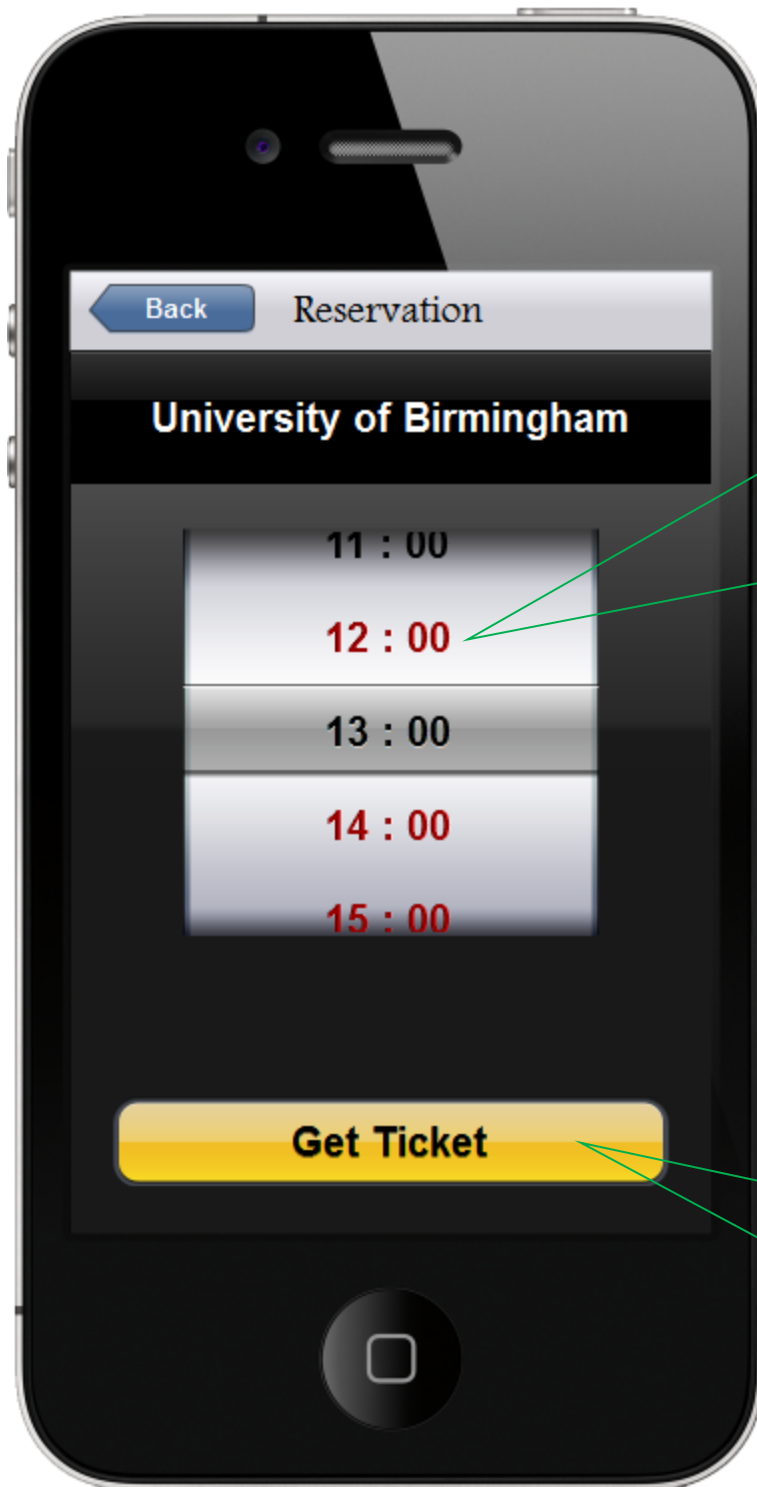 Back
Reservation
University of Birmingham
11 : 00
12 : 00
13 : 00
14 : 00
15 : 00
Get Ticket